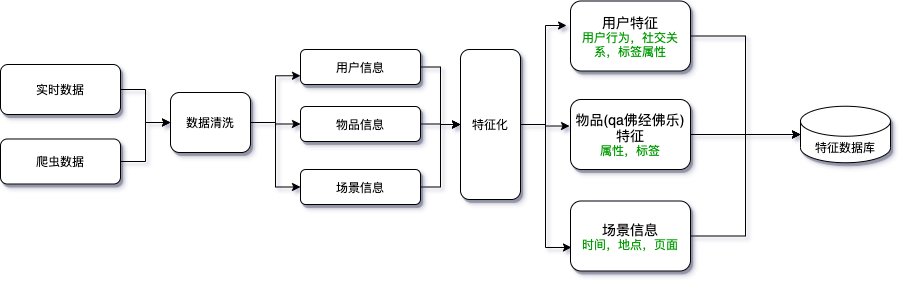 实时数据
爬虫数据
数据清洗
用户信息
物品信息
场景信息
特征化
用户特征
用户行为，社交关
系，标签属性
物品(qa佛经佛乐)
特征
属性，标签
场景信息
时间，地点，页面
特征数据库